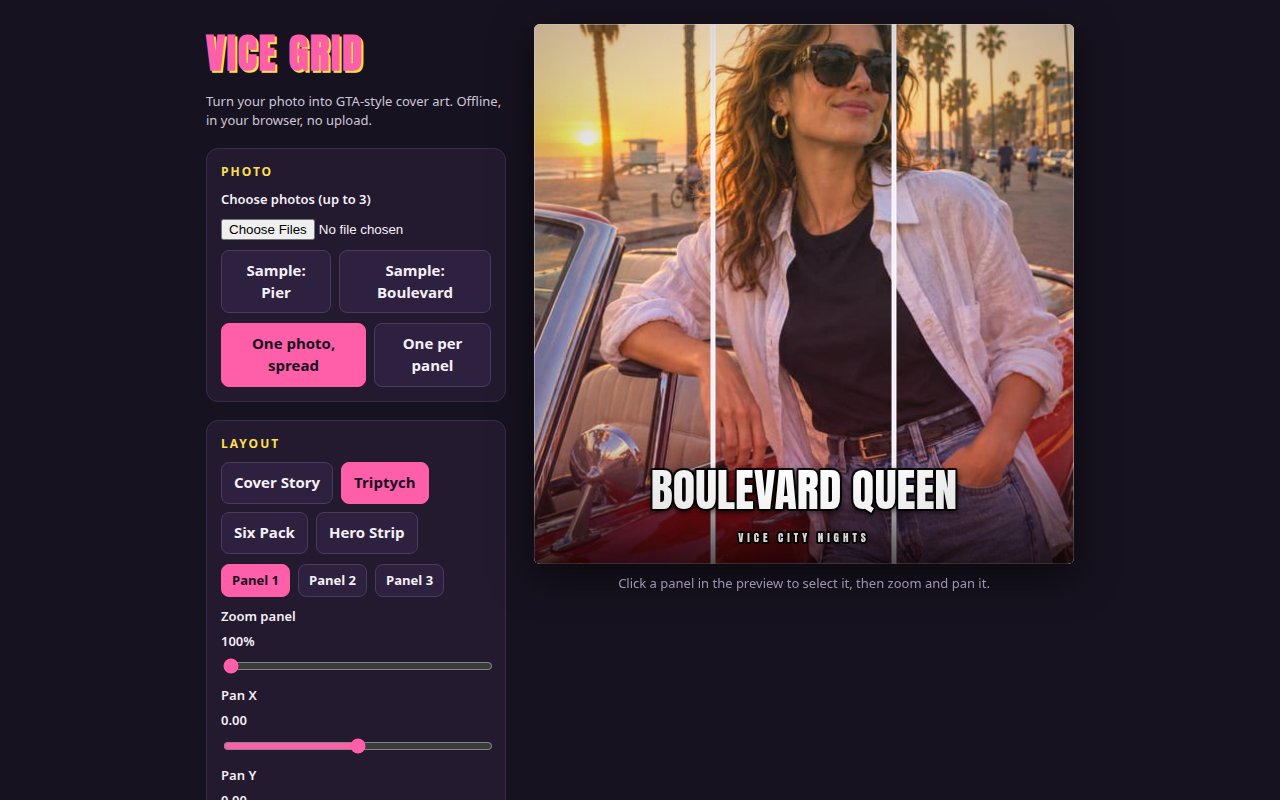 VICE GRID
Turn your photo into GTA-style cover art. Offline,
in your browser, no upload.
PHOTO
Choose photos (up to 3)
Choose Files No file chosen
Sample:
Pier
Sample:
Boulevard
One photo,
spread
One per
panel
LAYOUT
Cover Story
Triptych
Six Pack
Hero Strip
Panel 1
Panel 2
Panel 3
Zoom panel
100%
Pan X
0.00
Pan Y
0.00
BOULEVARD QUEEN
VICE CITY NIGHTS
Click a panel in the preview to select it, then zoom and pan it.